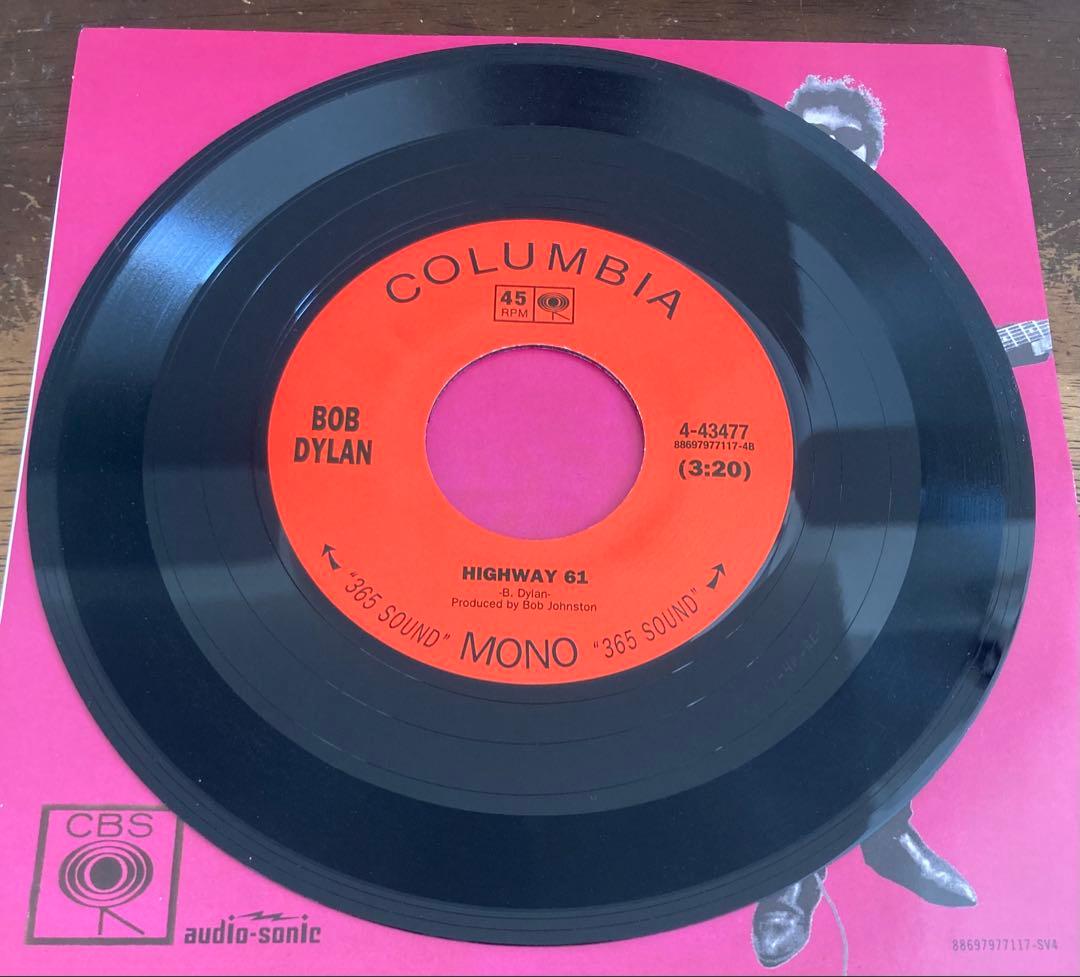 COLUMBIA
45
RPM
BOB
DYLAN
4-43477
88697977117-4B
(3:20)
HIGHWAY 61
-B. Dylan-
Produced by Bob Johnston
"365 SOUND" MONO "365 SOUND"
CBS
audio-sonic
88697977117-SV4